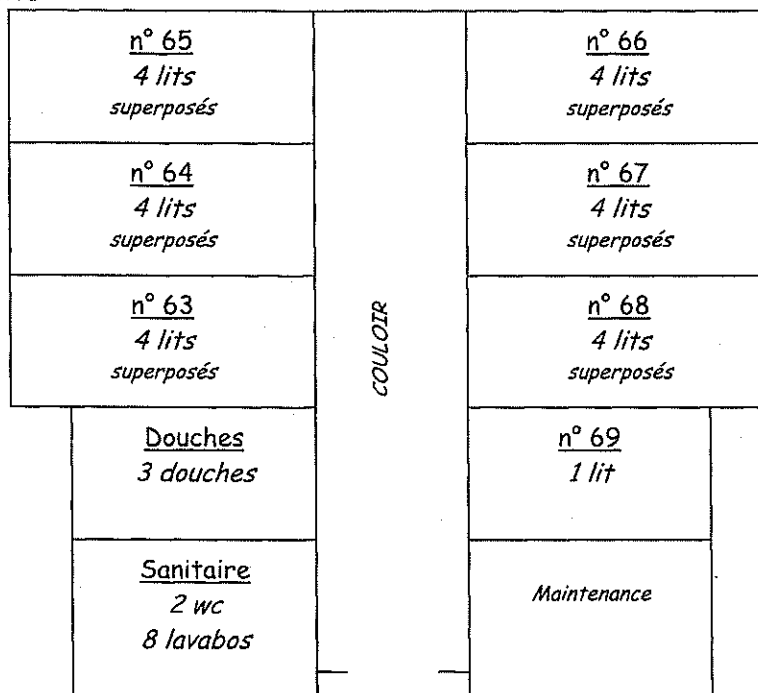 n° 65
4 lits
superposés
n° 66
4 lits
superposés
n° 64
4 lits
superposés
n° 67
4 lits
superposés
n° 63
4 lits
superposés
COULOIR
n° 68
4 lits
superposés
Douches
3 douches
n° 69
1 lit
Sanitaire
2 wc
8 lavabos
Maintenance